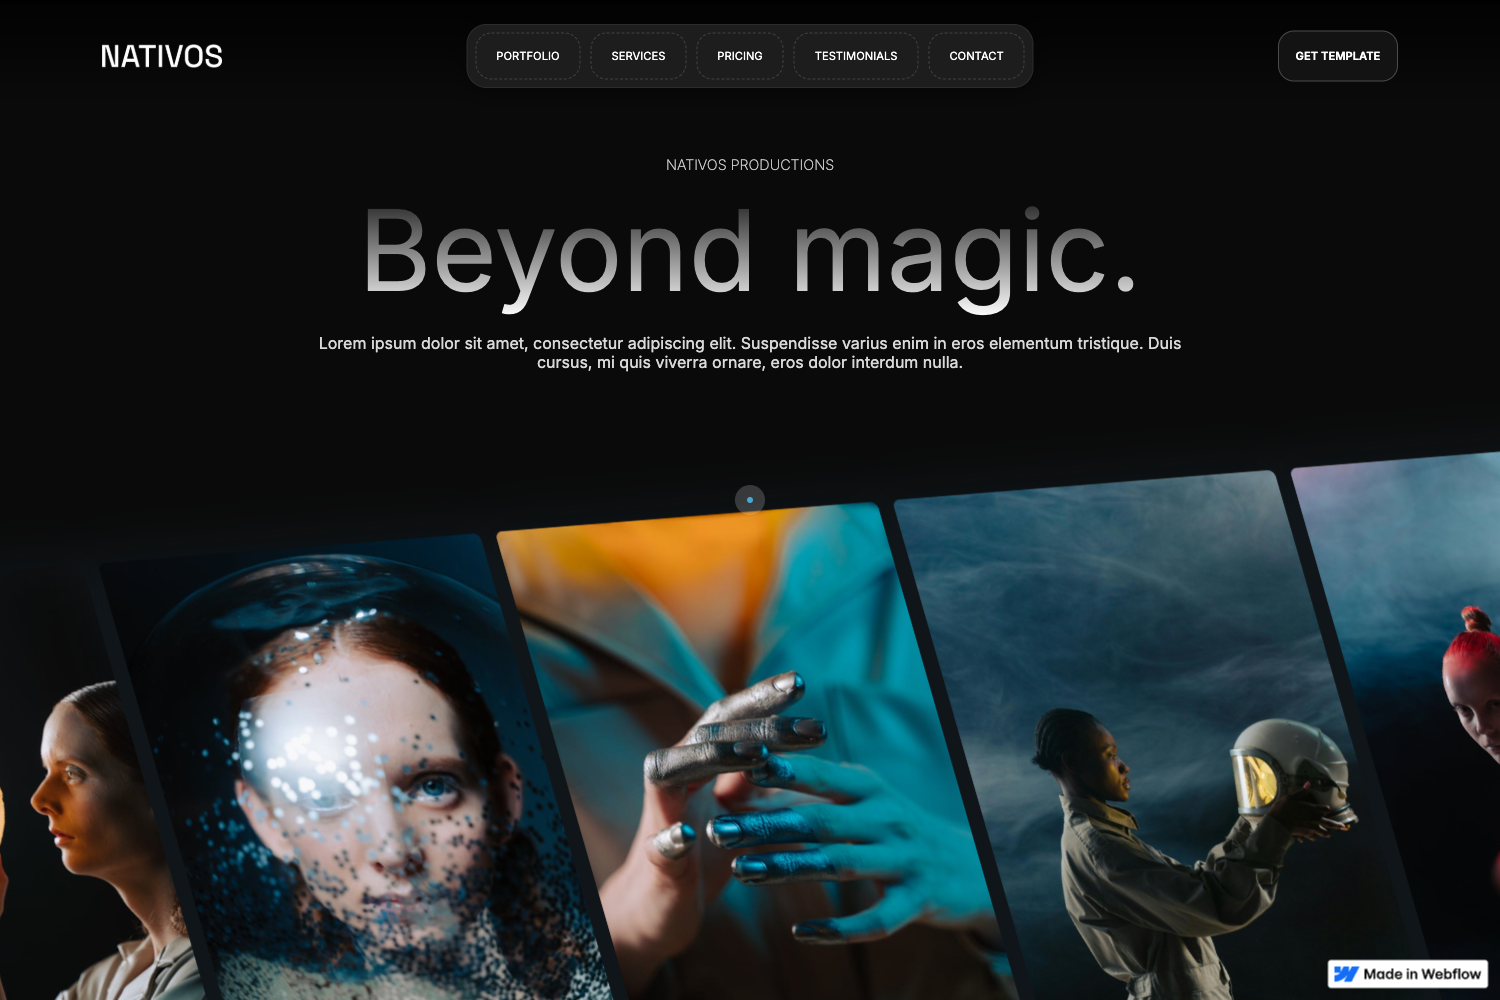 NATIVOS
PORTFOLIO
SERVICES
PRICING
TESTIMONIALS
CONTACT
GET TEMPLATE
NATIVOS PRODUCTIONS
Beyond magic.
Lorem ipsum dolor sit amet, consectetur adipiscing elit. Suspendisse varius enim in eros elementum tristique. Duis
cursus, mi quis viverra ornare, eros dolor interdum nulla.
Made in Webflow